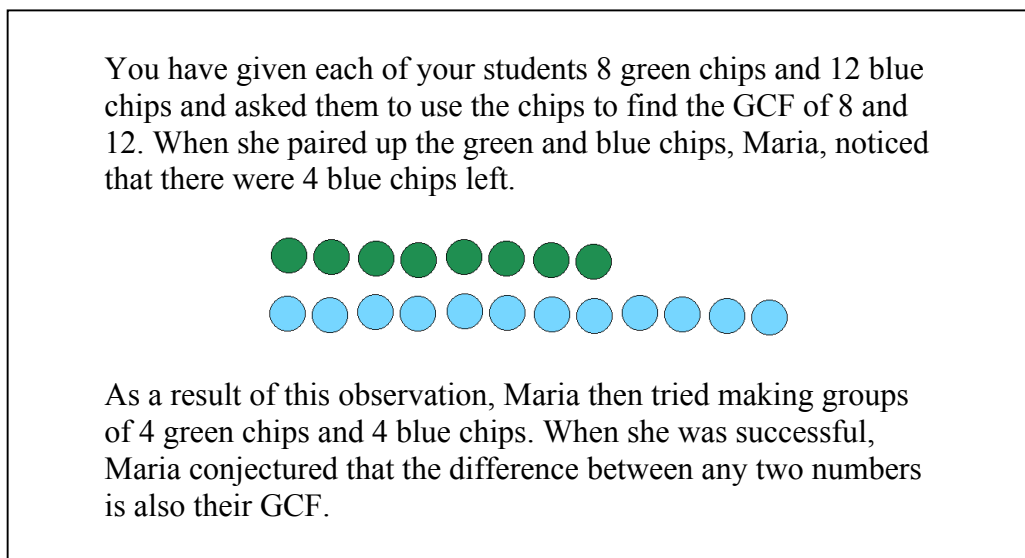 You have given each of your students 8 green chips and 12 blue
chips and asked them to use the chips to find the GCF of 8 and
12. When she paired up the green and blue chips, Maria, noticed
that there were 4 blue chips left.
As a result of this observation, Maria then tried making groups
of 4 green chips and 4 blue chips. When she was successful,
Maria conjectured that the difference between any two numbers
is also their GCF.